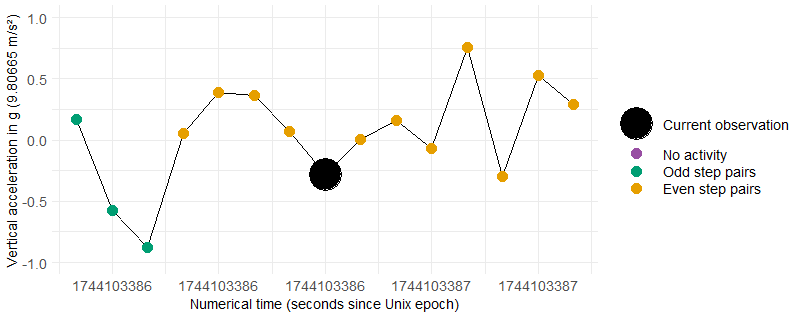 Vertical acceleration in g (9.80665 m/s²)
1.0
0.5
0.0
-0.5
-1.0
1744103386 1744103386 1744103386 1744103387 1744103387
Numerical time (seconds since Unix epoch)
Current observation
No activity
Odd step pairs
Even step pairs